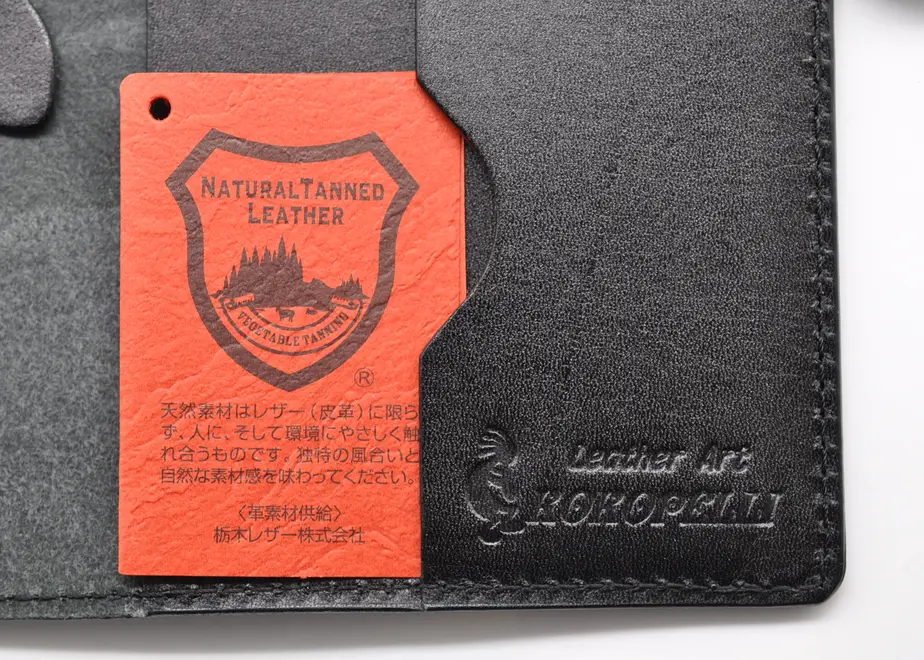 NATURAL TANNED
LEATHER
VEGETABLE TANNING
®
天然素材はレザー（皮革）に限ら
ず、人に、そして環境にやさしく触
れ合うものです。独特の風合いと
自然な素材感を味わってください。
〈革素材供給〉
栃木レザー株式会社
Leather Art
KOKOPELLI